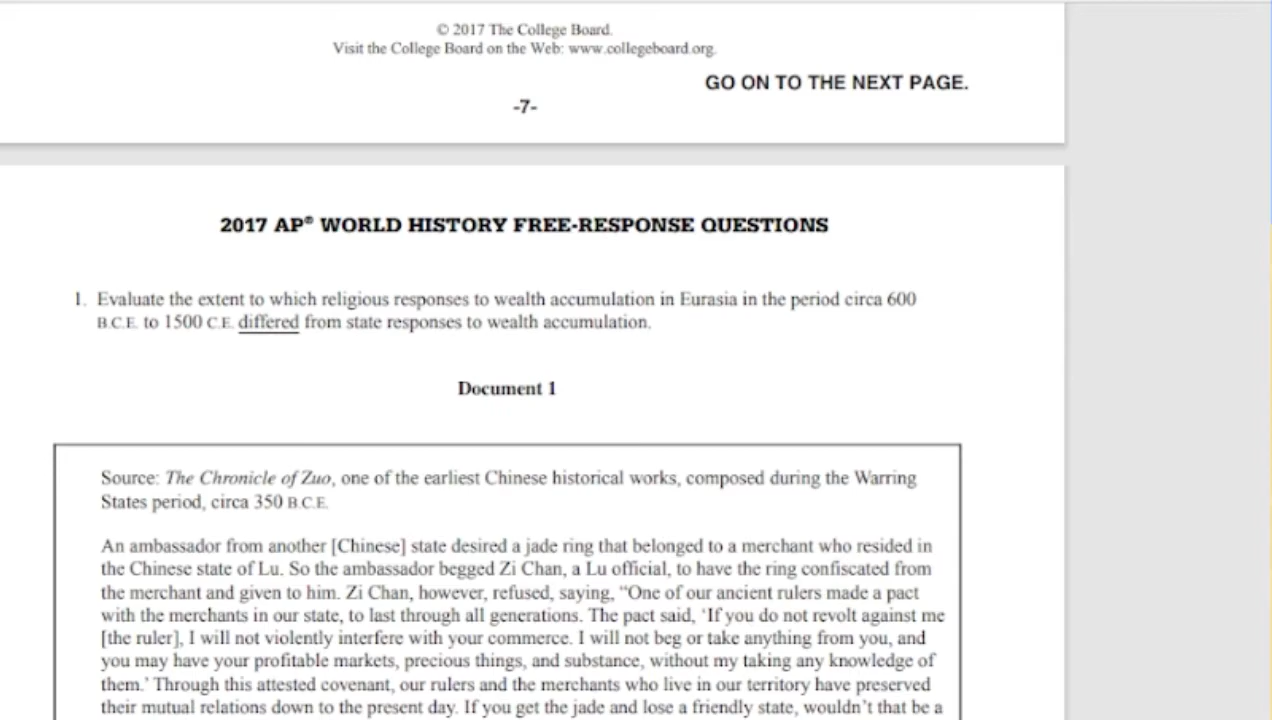 © 2017 The College Board.
Visit the College Board on the Web: www.collegeboard.org.
GO ON TO THE NEXT PAGE.
-7-
2017 AP® WORLD HISTORY FREE-RESPONSE QUESTIONS
1. Evaluate the extent to which religious responses to wealth accumulation in Eurasia in the period circa 600
B.C.E. to 1500 C.E. differed from state responses to wealth accumulation.
Document 1
Source: The Chronicle of Zuo, one of the earliest Chinese historical works, composed during the Warring
States period, circa 350 B.C.E.
An ambassador from another [Chinese] state desired a jade ring that belonged to a merchant who resided in
the Chinese state of Lu. So the ambassador begged Zi Chan, a Lu official, to have the ring confiscated from
the merchant and given to him. Zi Chan, however, refused, saying, “One of our ancient rulers made a pact
with the merchants in our state, to last through all generations. The pact said, ‘If you do not revolt against me
[the ruler], I will not violently interfere with your commerce. I will not beg or take anything from you, and
you may have your profitable markets, precious things, and substance, without my taking any knowledge of
them.’ Through this attested covenant, our rulers and the merchants who live in our territory have preserved
their mutual relations down to the present day. If you get the jade and lose a friendly state, wouldn’t that be a